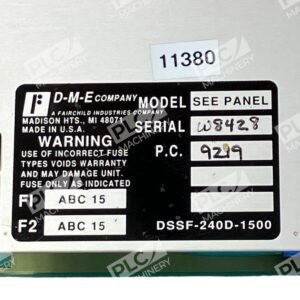 11380
D-M-E COMPANY
A FAIRCHILD INDUSTRIES COMPANY
MADISON HTS., MI 48071
MADE IN U.S.A.
WARNING
USE OF INCORRECT FUSE
TYPES VOIDS WARRANTY
AND MAY DAMAGE UNIT.
FUSE ONLY AS INDICATED
F1 ABC 15
F2 ABC 15
MODEL SEE PANEL
SERIAL W8428
P.C. 9219
DSSF-240D-1500